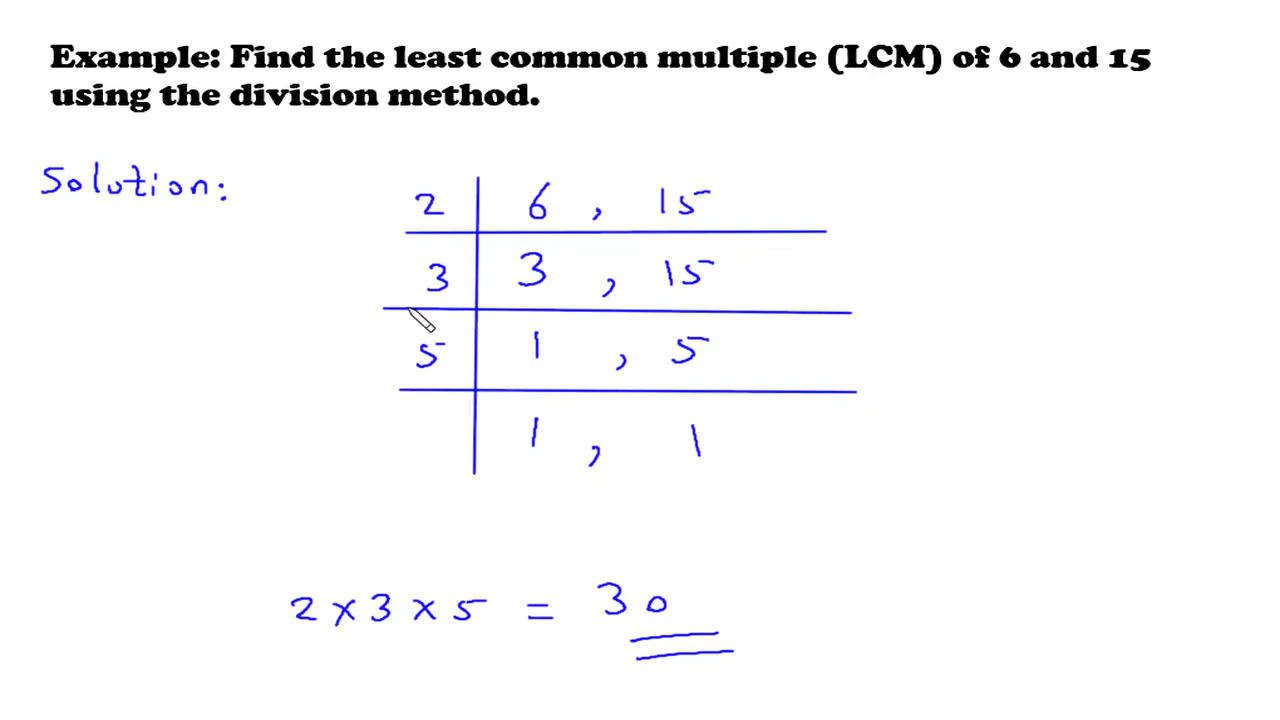 Example: Find the least common multiple (LCM) of 6 and 15
using the division method.
Solution:
2 6 , 15
3 3 , 15
5 1 , 5
1 , 1
2 x 3 x 5 = 30